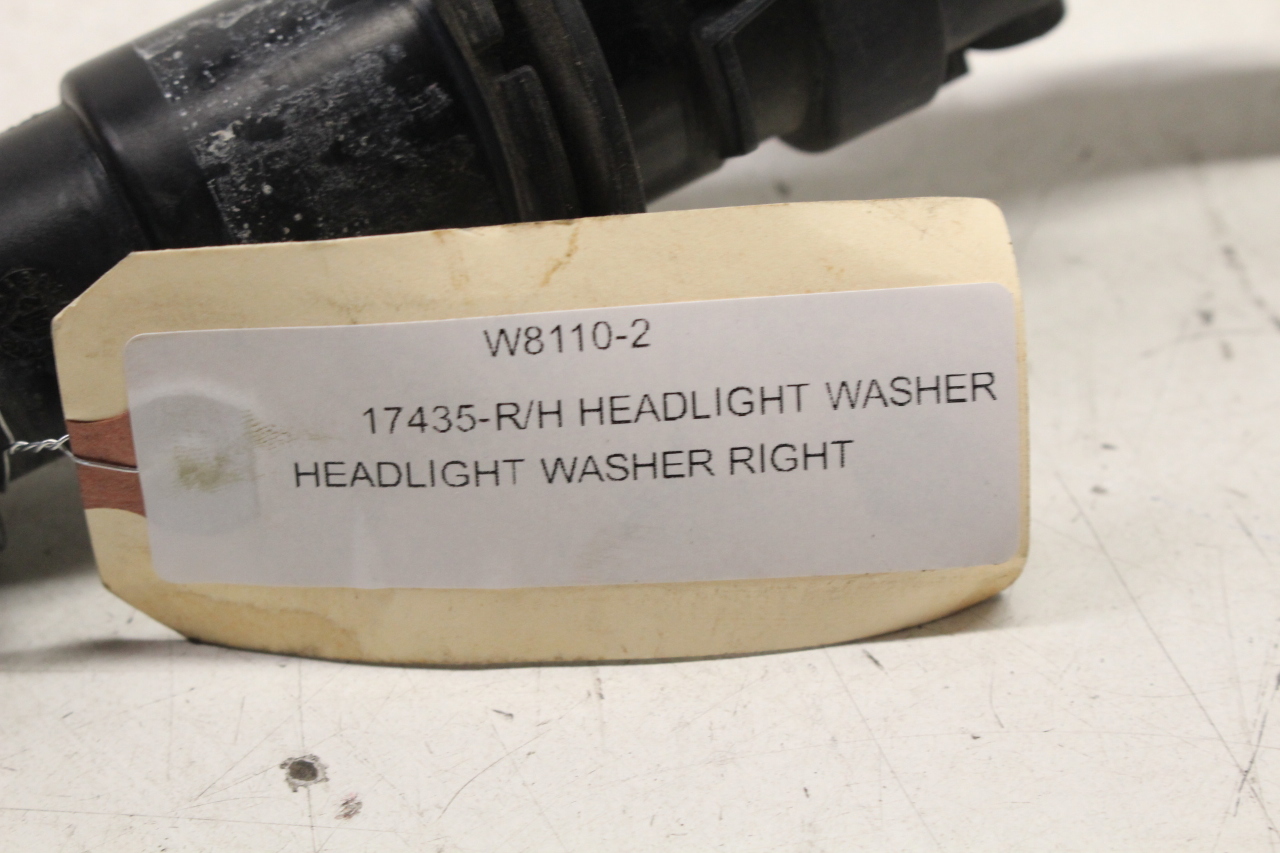 W8110-2
17435-R/H HEADLIGHT WASHER
HEADLIGHT WASHER RIGHT